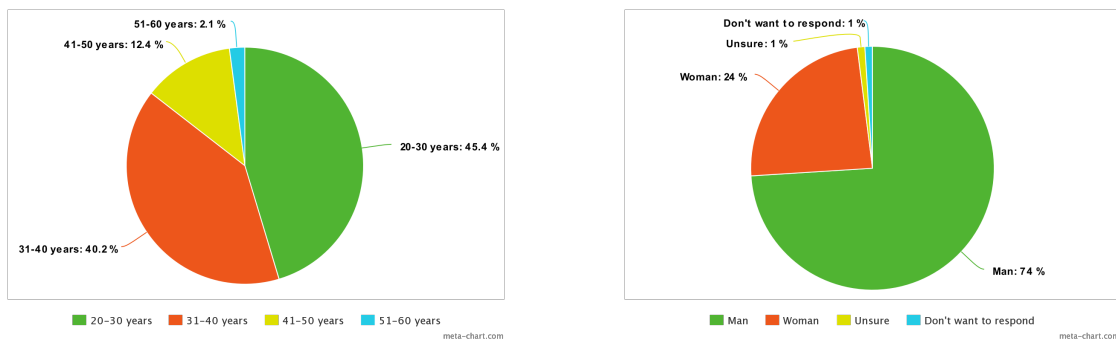 51-60 years: 2.1 %
41-50 years: 12.4 %
20-30 years: 45.4 %
31-40 years: 40.2 %
20-30 years 31-40 years 41-50 years 51-60 years
meta-chart.com
Don't want to respond: 1 %
Unsure: 1 %
Woman: 24 %
Man: 74 %
Man Woman Unsure Don't want to respond
meta-chart.com